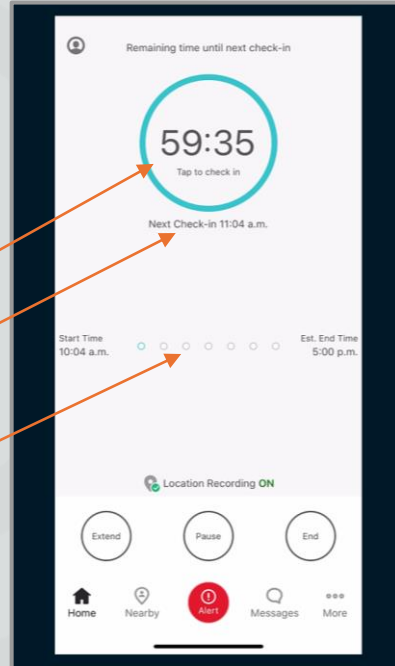 Remaining time until next check-in
59:35
Tap to check in
Next Check-in 11:04 a.m.
Start Time
10:04 a.m.
Est. End Time
5:00 p.m.
Location Recording ON
Extend
Pause
End
Home
Nearby
Alert
Messages
More